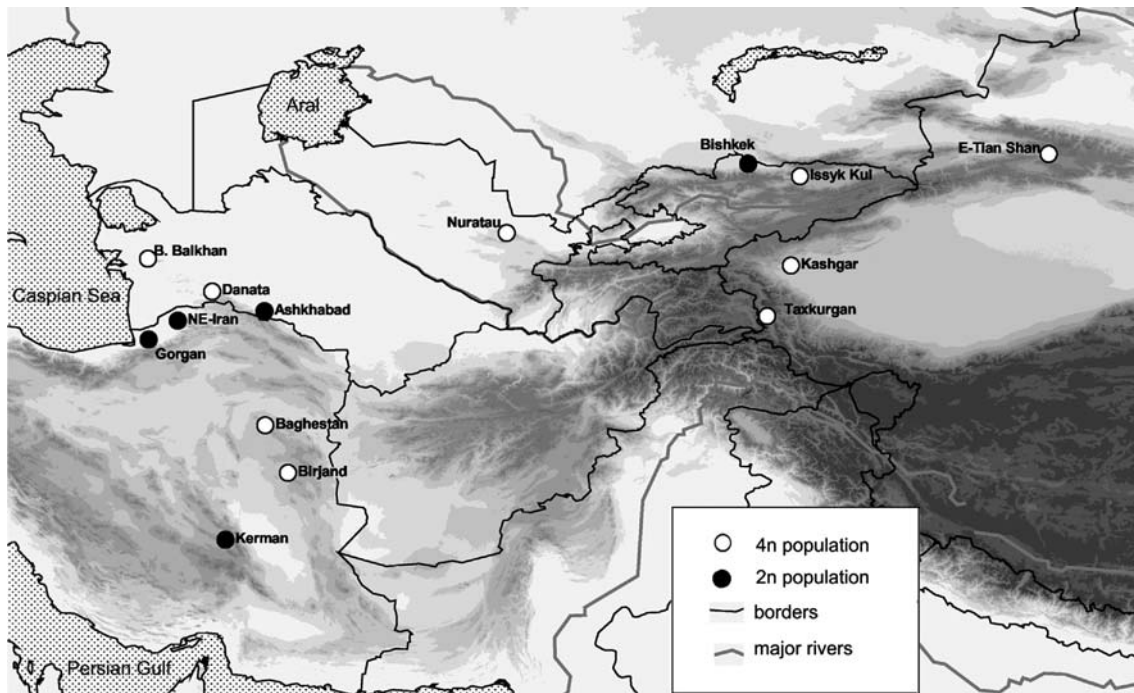 Aral
Bishkek
E-Tian Shan
Issyk Kul
Nuratau
B. Balkhan
Kashgar
Caspian Sea
Danata
Ashkhabad
Taxkurgan
NE-Iran
Gorgan
Baghestan
Birjand
Kerman
4n population
2n population
borders
major rivers
Persian Gulf